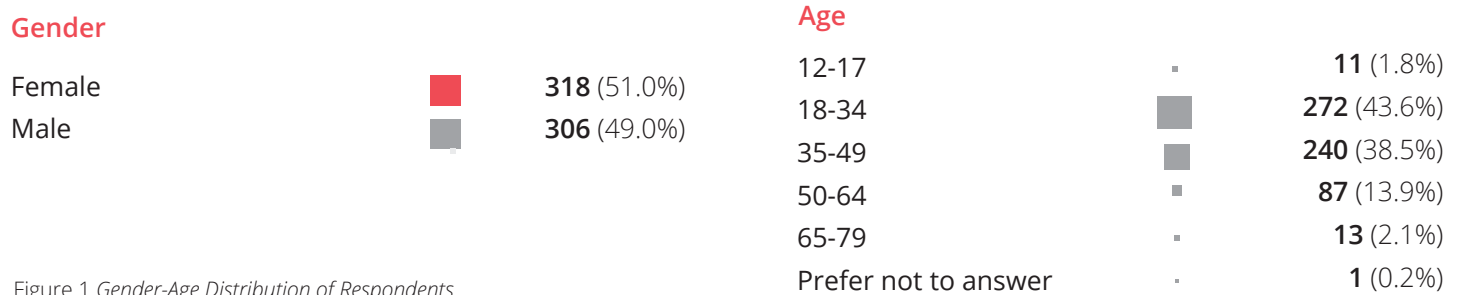 Gender
Female 318 (51.0%)
Male 306 (49.0%)
Figure 1 Gender-Age Distribution of Respondents
Age
12-17 11 (1.8%)
18-34 272 (43.6%)
35-49 240 (38.5%)
50-64 87 (13.9%)
65-79 13 (2.1%)
Prefer not to answer 1 (0.2%)